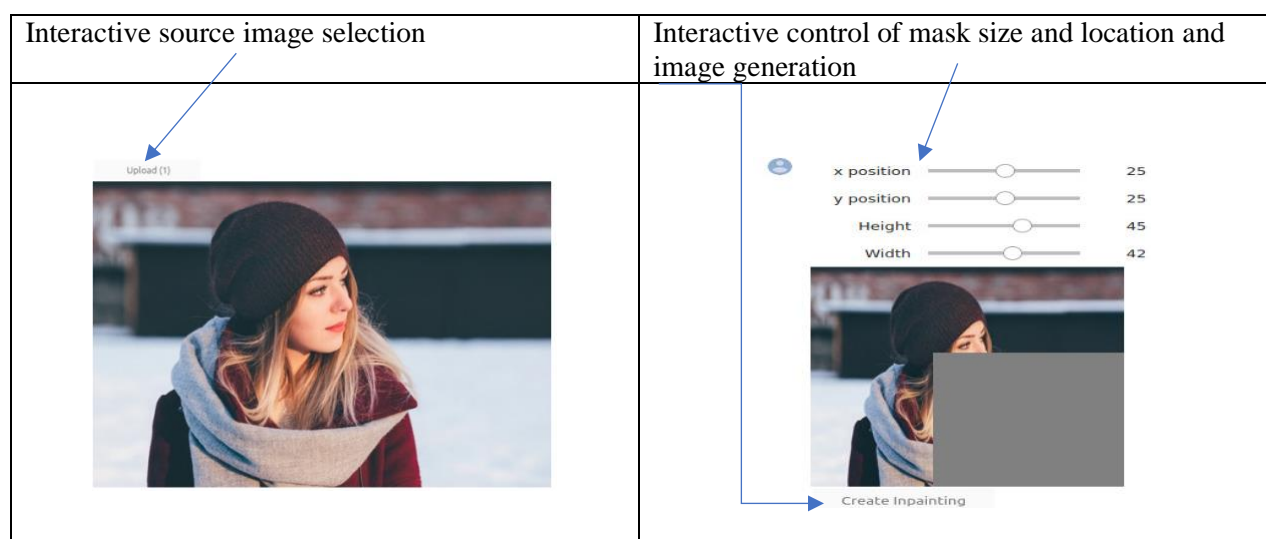 Interactive source image selection
Interactive control of mask size and location and
image generation
Upload (1)
x position 25
y position 25
Height 45
Width 42
Create Inpainting